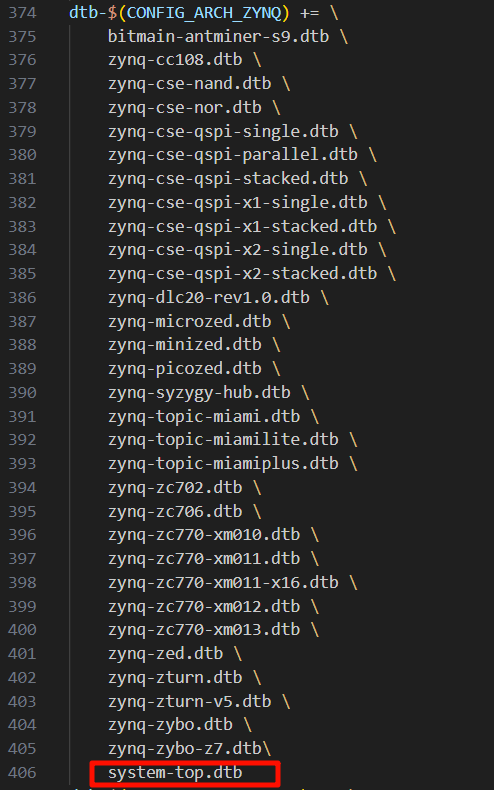 374 dtb-$(CONFIG_ARCH_ZYNQ) += \
375 bitmain-antminer-s9.dtb \
376 zynq-cc108.dtb \
377 zynq-cse-nand.dtb \
378 zynq-cse-nor.dtb \
379 zynq-cse-qspi-single.dtb \
380 zynq-cse-qspi-parallel.dtb \
381 zynq-cse-qspi-stacked.dtb \
382 zynq-cse-qspi-x1-single.dtb \
383 zynq-cse-qspi-x1-stacked.dtb \
384 zynq-cse-qspi-x2-single.dtb \
385 zynq-cse-qspi-x2-stacked.dtb \
386 zynq-dlc20-rev1.0.dtb \
387 zynq-microzed.dtb \
388 zynq-minized.dtb \
389 zynq-picozed.dtb \
390 zynq-syzygy-hub.dtb \
391 zynq-topic-miami.dtb \
392 zynq-topic-miamilite.dtb \
393 zynq-topic-miamiplus.dtb \
394 zynq-zc702.dtb \
395 zynq-zc706.dtb \
396 zynq-zc770-xm010.dtb \
397 zynq-zc770-xm011.dtb \
398 zynq-zc770-xm011-x16.dtb \
399 zynq-zc770-xm012.dtb \
400 zynq-zc770-xm013.dtb \
401 zynq-zed.dtb \
402 zynq-zturn.dtb \
403 zynq-zturn-v5.dtb \
404 zynq-zybo.dtb \
405 zynq-zybo-z7.dtb\
406 system-top.dtb